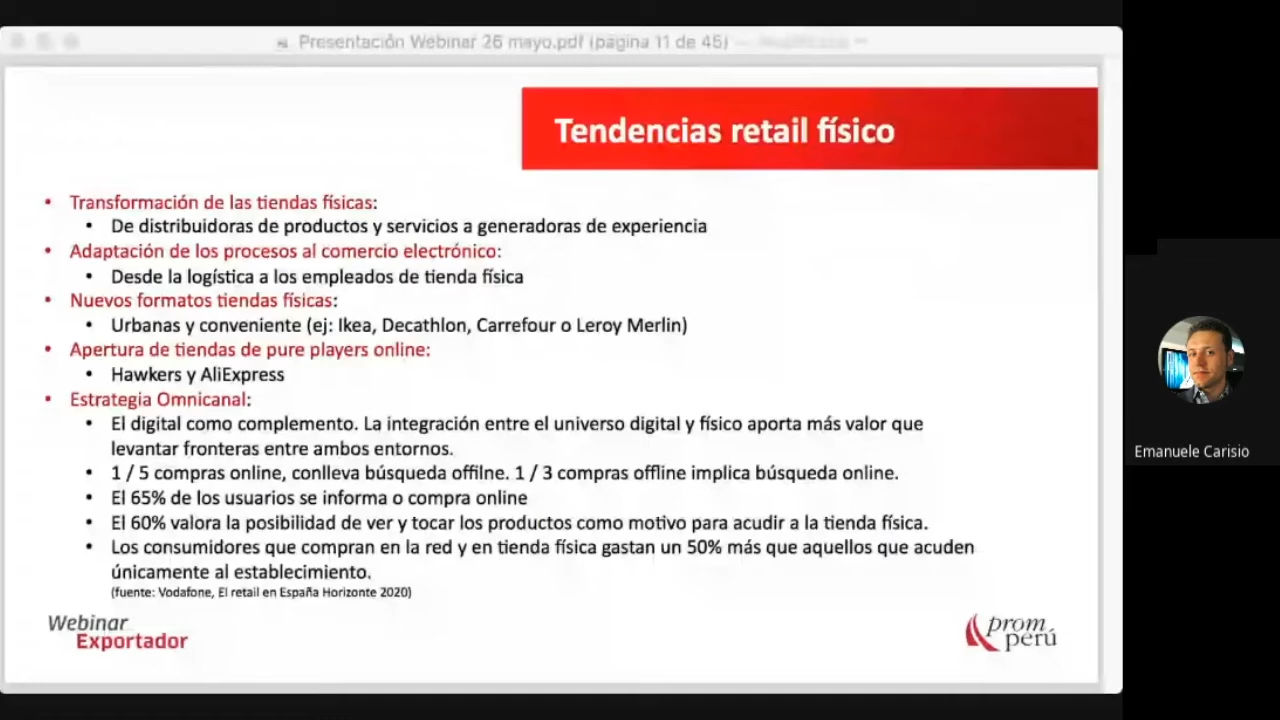 Presentación Webinar 26 mayo.pdf (página 11 de 45)
Tendencias retail físico
• Transformación de las tiendas físicas:
• De distribuidoras de productos y servicios a generadoras de experiencia
• Adaptación de los procesos al comercio electrónico:
• Desde la logística a los empleados de tienda física
• Nuevos formatos tiendas físicas:
• Urbanas y conveniente (ej: Ikea, Decathlon, Carrefour o Leroy Merlin)
• Apertura de tiendas de pure players online:
• Hawkers y AliExpress
• Estrategia Omnicanal:
• El digital como complemento. La integración entre el universo digital y físico aporta más valor que
levantar fronteras entre ambos entornos.
• 1 / 5 compras online, conlleva búsqueda offilne. 1 / 3 compras offline implica búsqueda online.
• El 65% de los usuarios se informa o compra online
• El 60% valora la posibilidad de ver y tocar los productos como motivo para acudir a la tienda física.
• Los consumidores que compran en la red y en tienda física gastan un 50% más que aquellos que acuden
únicamente al establecimiento.
(fuente: Vodafone, El retail en España Horizonte 2020)
Webinar
Exportador
prom
perú
Emanuele Carisio